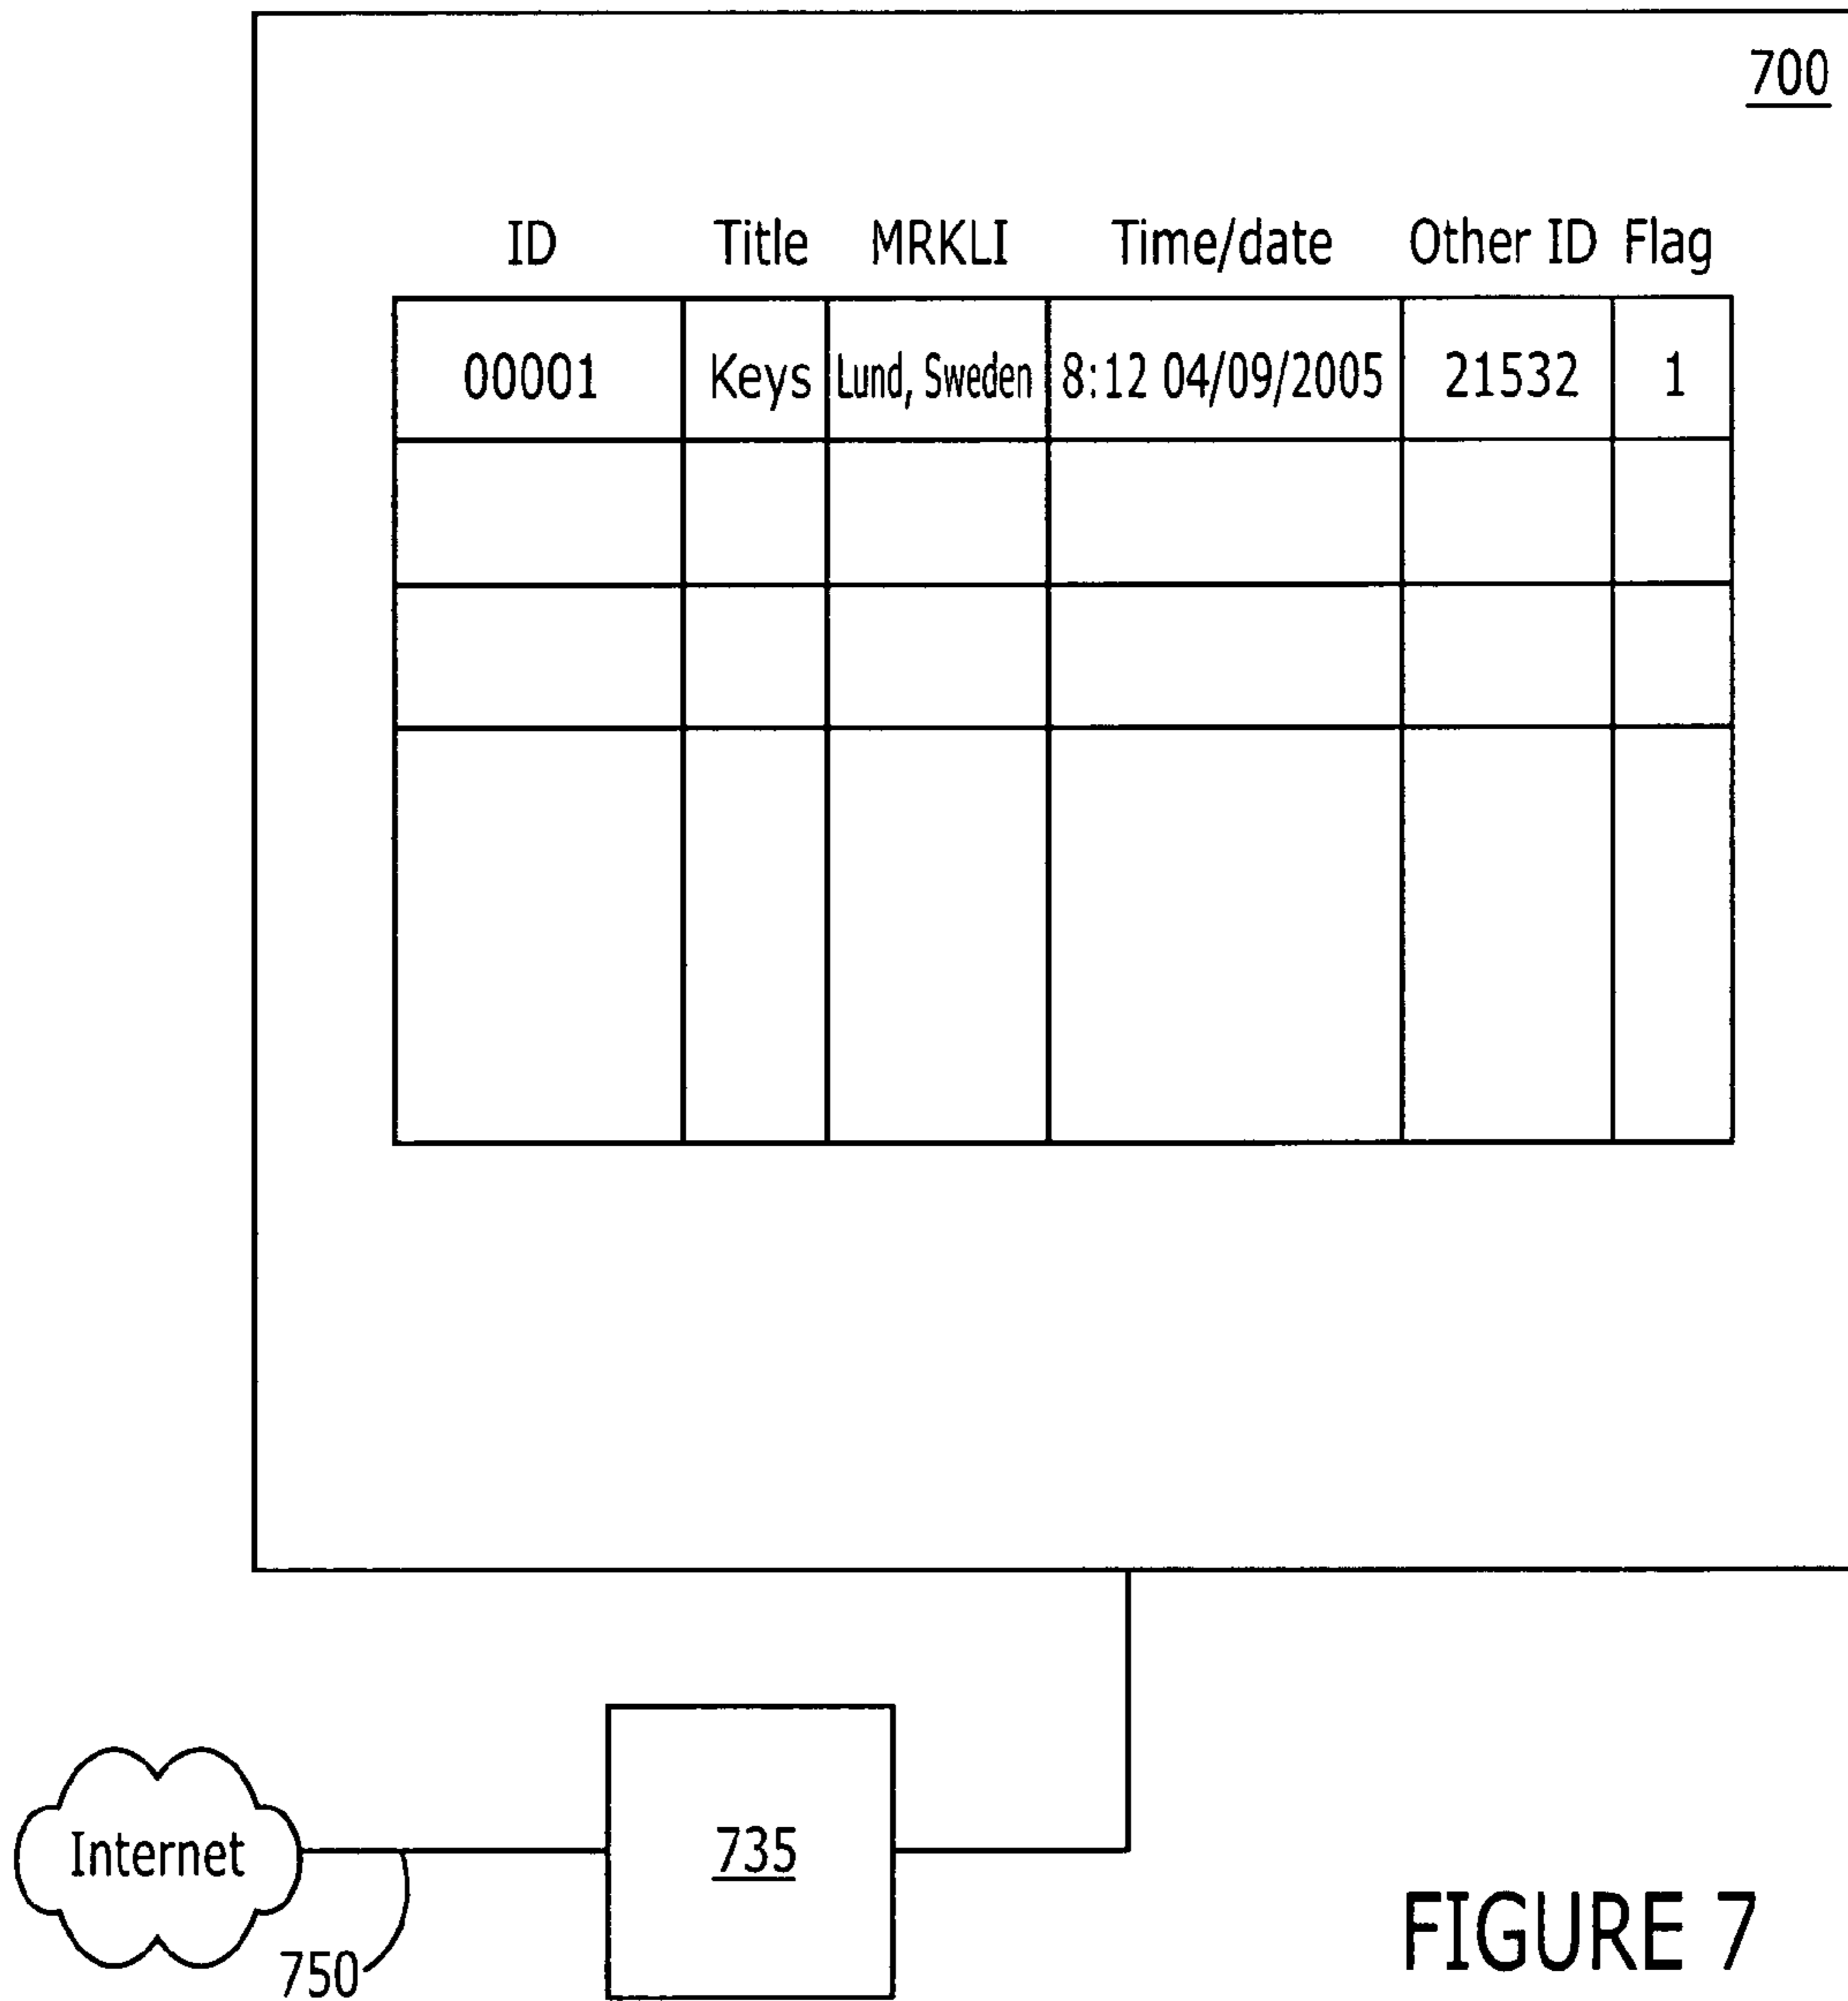 700
ID Title MRKLI Time/date Other ID Flag
00001 Keys Lund, Sweden 8:12 04/09/2005 21532 1
Internet
735
750
FIGURE 7